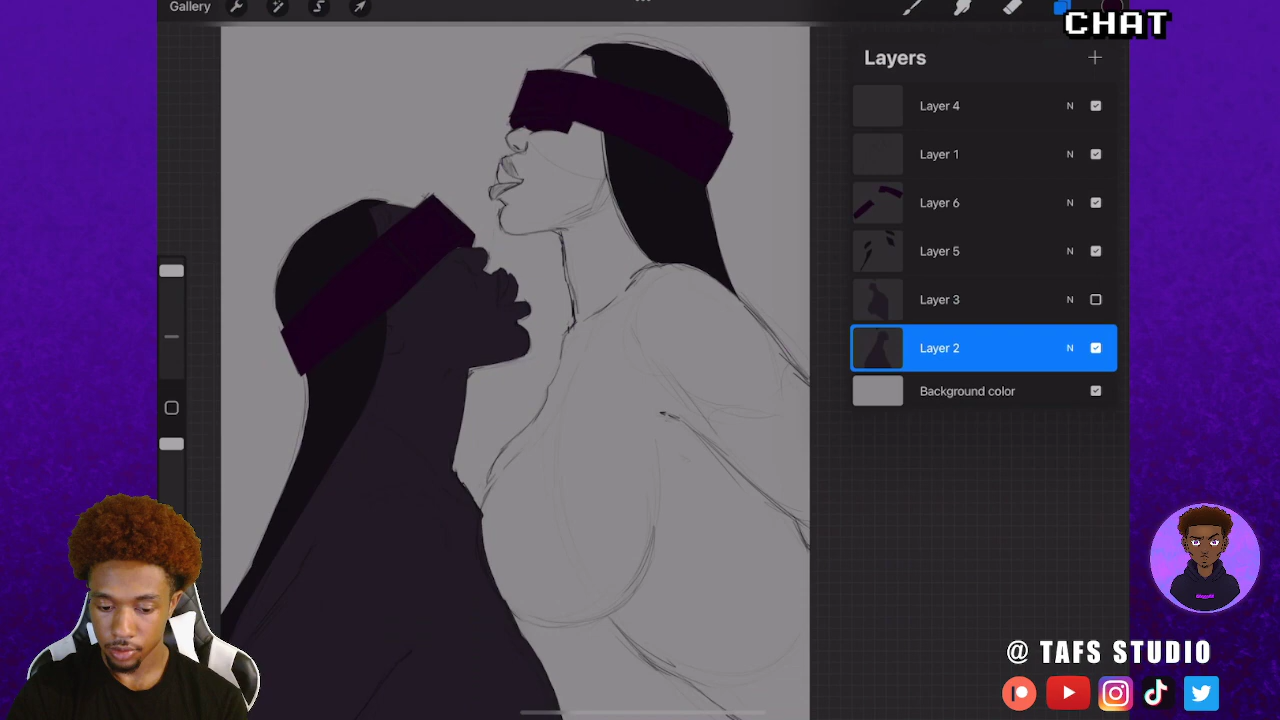 Gallery
CHAT
Layers
Layer 4 N
Layer 1 N
Layer 6 N
Layer 5 N
Layer 3 N
Layer 2 N
Background color
@ TAFS STUDIO